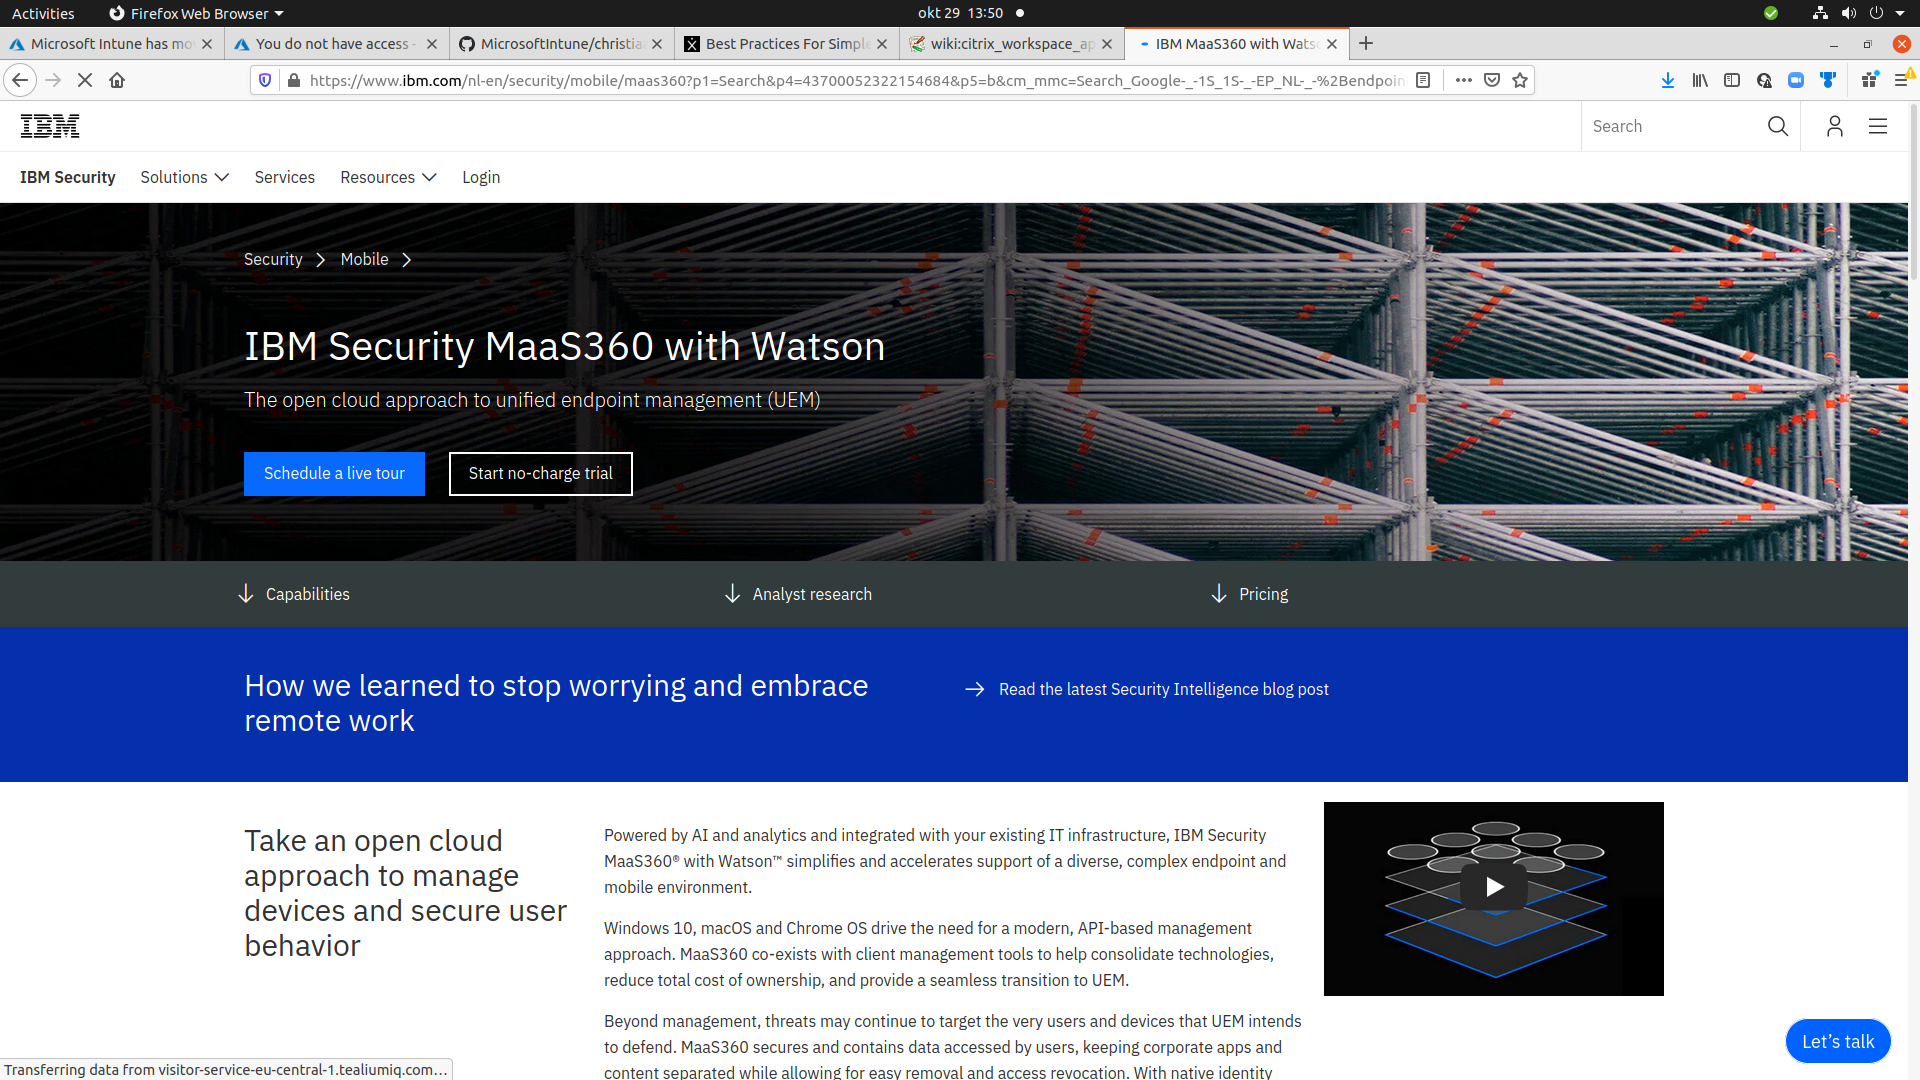 Activities
Firefox Web Browser
okt 29 13:50
Microsoft Intune has mo
You do not have access -
MicrosoftIntune/christia
Best Practices For Simple
wiki:citrix_workspace_ap
IBM MaaS360 with Watso
https://www.ibm.com/nl-en/security/mobile/maas360?p1=Search&p4=43700052322154684&p5=b&cm_mmc=Search_Google-_-1S_1S-_-EP_NL-_-%2Bendpoin
IBM
Search
IBM Security
Solutions
Services
Resources
Login
Security
Mobile
IBM Security MaaS360 with Watson
The open cloud approach to unified endpoint management (UEM)
Schedule a live tour
Start no-charge trial
Capabilities
Analyst research
Pricing
How we learned to stop worrying and embrace
remote work
Read the latest Security Intelligence blog post
Take an open cloud
approach to manage
devices and secure user
behavior
Powered by AI and analytics and integrated with your existing IT infrastructure, IBM Security
MaaS360® with Watson™ simplifies and accelerates support of a diverse, complex endpoint and
mobile environment.
Windows 10, macOS and Chrome OS drive the need for a modern, API-based management
approach. MaaS360 co-exists with client management tools to help consolidate technologies,
reduce total cost of ownership, and provide a seamless transition to UEM.
Beyond management, threats may continue to target the very users and devices that UEM intends
to defend. MaaS360 secures and contains data accessed by users, keeping corporate apps and
content separated while allowing for easy removal and access revocation. With native identity
Let's talk
Transferring data from visitor-service-eu-central-1.tealiumiq.com…